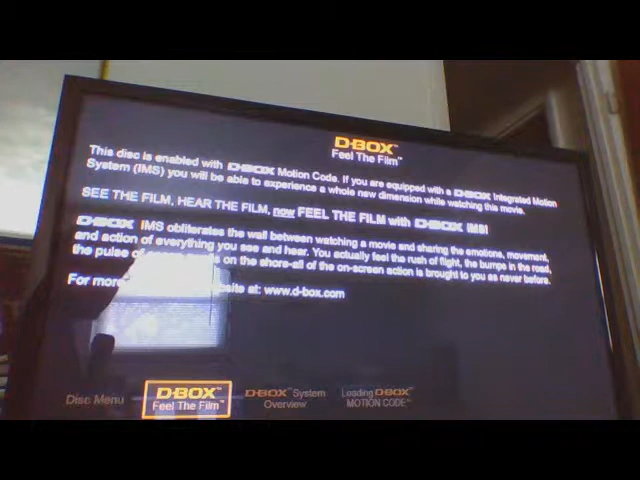 D-BOX™
Feel The Film™
This disc is enabled with D-BOX Motion Code. If you are equipped with a D-BOX Integrated Motion
System (IMS) you will be able to experience a whole new dimension while watching this movie.
SEE THE FILM, HEAR THE FILM, now FEEL THE FILM with D-BOX IMS!
D-BOX IMS obliterates the wall between watching a movie and sharing the emotions, movement,
and action of everything you see and hear. You actually feel the rush of flight, the bumps in the road,
the pulse of on the shore-all of the on-screen action is brought to you as never before.
For more site at: www.d-box.com
Disc Menu
D-BOX™
Feel The Film™
D-BOX™ System
Overview
Leading D-BOX™
MOTION CODE™